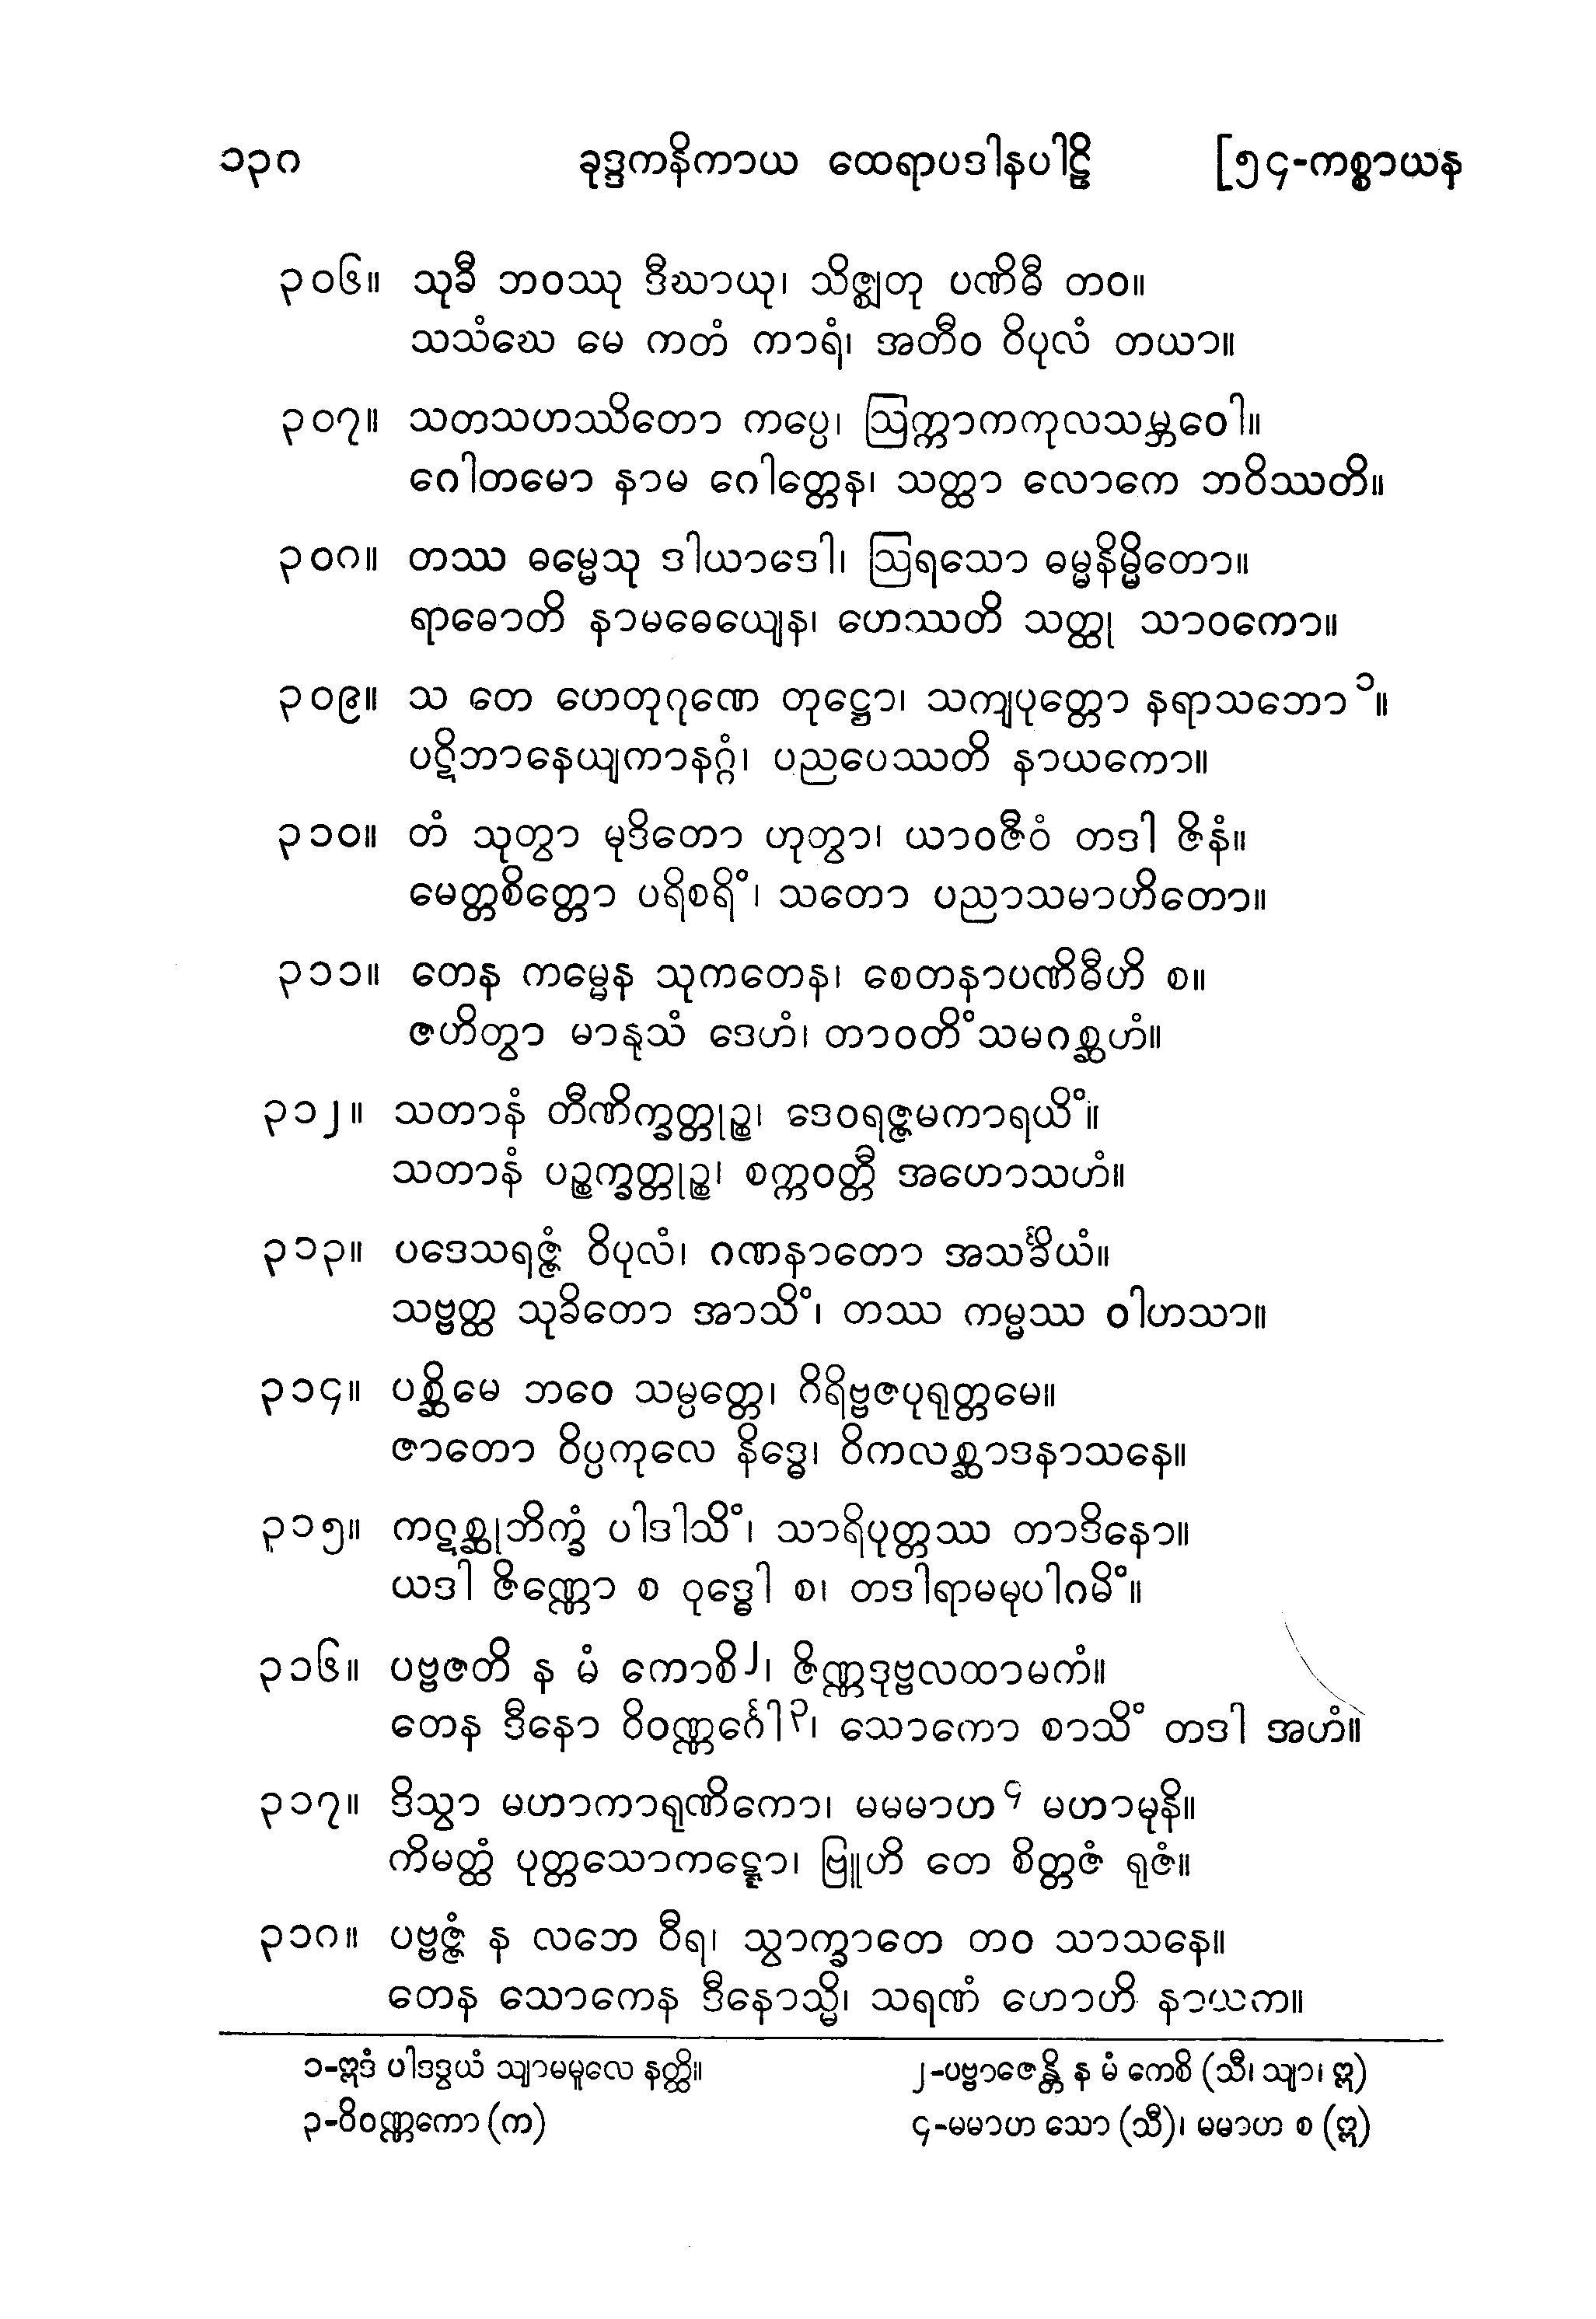 ၁၃ဂ ခုဒ္ဒကနိကာယ ထေရာပဒါနပါဠိ [၅၄-ကစ္စာယန
၃၀၆။ သုခီ ဘဝဿု ဒီဃာယု၊ သိဇ္ဈတု ပဏိဓီ တဝ။
သသံဃေ မေ ကတံ ကာရံ၊ အတီဝ ဝိပုလံ တယာ။
၃၀၇။ သတသဟဿိတော ကပ္ပေ၊ ဩက္ကာကကုလသမ္ဘဝေါ။
ဂေါတမော နာမ ဂေါတ္တေန၊ သတ္ထာ လောကေ ဘဝိဿတိ။
၃၀ဂ။ တဿ ဓမ္မေသု ဒါယာဒေါ၊ ဩရသော ဓမ္မနိမ္မိတော။
ရာဓောတိ နာမဓေယျေန၊ ဟေဿတိ သတ္ထု သာဝကော။
၃၀၉။ သ တေ ဟေတုဂုဏေ တုဋ္ဌော၊ သကျပုတ္တော နရာသဘော၁။
ပဋိဘာနေယျကာနဂ္ဂံ၊ ပညပေဿတိ နာယကော။
၃၁၀။ တံ သုတွာ မုဒိတော ဟုတွာ၊ ယာဝဇီဝံ တဒါ ဇိနံ။
မေတ္တစိတ္တော ပရိစရိံ၊ သတော ပညာသမာဟိတော။
၃၁၁။ တေန ကမ္မေန သုကတေန၊ စေတနာပဏိဓီဟိ စ။
ဇဟိတွာ မာနုသံ ဒေဟံ၊ တာဝတိံသမဂစ္ဆဟံ။
၃၁၂။ သတာနံ တီဏိက္ခတ္တုဉ္စ၊ ဒေဝရဇ္ဇမကာရယိံ။
သတာနံ ပဉ္စက္ခတ္တုဉ္စ၊ စက္ကဝတ္တီ အဟောသဟံ။
၃၁၃။ ပဒေသရဇ္ဇံ ဝိပုလံ၊ ဂဏနာတော အသင်္ခိယံ။
သဗ္ဗတ္ထ သုခိတော အာသိံ၊ တဿ ကမ္မဿ ဝါဟသာ။
၃၁၄။ ပစ္ဆိမေ ဘဝေ သမ္ပတ္တေ၊ ဂိရိဗ္ဗဇပုရုတ္တမေ။
ဇာတော ဝိပ္ပကုလေ နိဒ္ဓေ၊ ဝိကလစ္ဆာဒနာသနေ။
၃၁၅။ ကဋစ္ဆုဘိက္ခံ ပါဒါသိံ၊ သာရိပုတ္တဿ တာဒိနော။
ယဒါ ဇိဏ္ဏော စ ဝုဒ္ဓေါ စ၊ တဒါရာမမုပါဂမိံ။
၃၁၆။ ပဗ္ဗဇတိ န မံ ကောစိ၂၊ ဇိဏ္ဏဒုဗ္ဗလထာမကံ။
တေန ဒီနော ဝိဝဏ္ဏင်္ဂေါ၃၊ သောကော စာသိံ တဒါ အဟံ။
၃၁၇။ ဒိသွာ မဟာကာရုဏိကော၊ မမမာဟ၄ မဟာမုနိ။
ကိမတ္ထံ ပုတ္တသောကဋ္ဋော၊ ဗြူဟိ တေ စိတ္တဇံ ရုဇံ။
၃၁ဂ။ ပဗ္ဗဇ္ဇံ န လဘေ ဝီရ၊ သွာက္ခာတေ တဝ သာသနေ။
တေန သောကေန ဒီနောသ္မိ၊ သရဏံ ဟောဟိ နာယက။
၁-ဣဒံ ပါဒဒွယံ သျာမမူလေ နတ္ထိ။ ၂-ပဗ္ဗာဇေန္တိ န မံ ကေစိ (သီ၊ သျာ၊ ဣ)
၃-ဝိဝဏ္ဏကော (က) ၄-မမာဟ သော (သီ)၊ မမာဟ စ (ဣ)